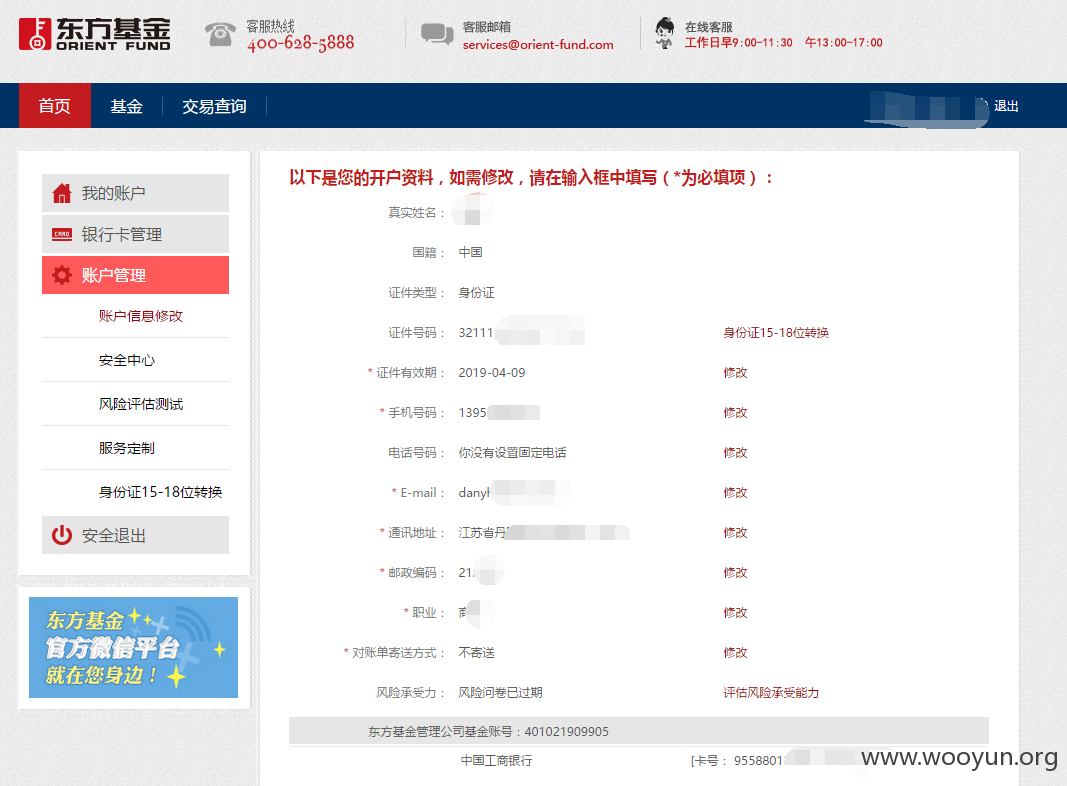 东方基金
ORIENT FUND
客服热线
400-628-5888
客服邮箱
services@orient-fund.com
在线客服
工作日早9:00-11:30 午13:00-17:00
首页 基金 交易查询 退出
我的账户
银行卡管理
账户管理
账户信息修改
安全中心
风险评估测试
服务定制
身份证15-18位转换
安全退出
东方基金
官方微信平台
就在您身边！
以下是您的开户资料，如需修改，请在输入框中填写（*为必填项）：
真实姓名：
国籍： 中国
证件类型： 身份证
证件号码： 32111 身份证15-18位转换
* 证件有效期： 2019-04-09 修改
* 手机号码： 1395 修改
电话号码： 你没有设置固定电话 修改
* E-mail： dany 修改
* 通讯地址： 江苏省丹 修改
* 邮政编码： 21 修改
* 职业： 修改
* 对账单寄送方式： 不寄送 修改
风险承受力： 风险问卷已过期 评估风险承受能力
东方基金管理公司基金账号：401021909905
中国工商银行 [卡号： 9558801
www.wooyun.org